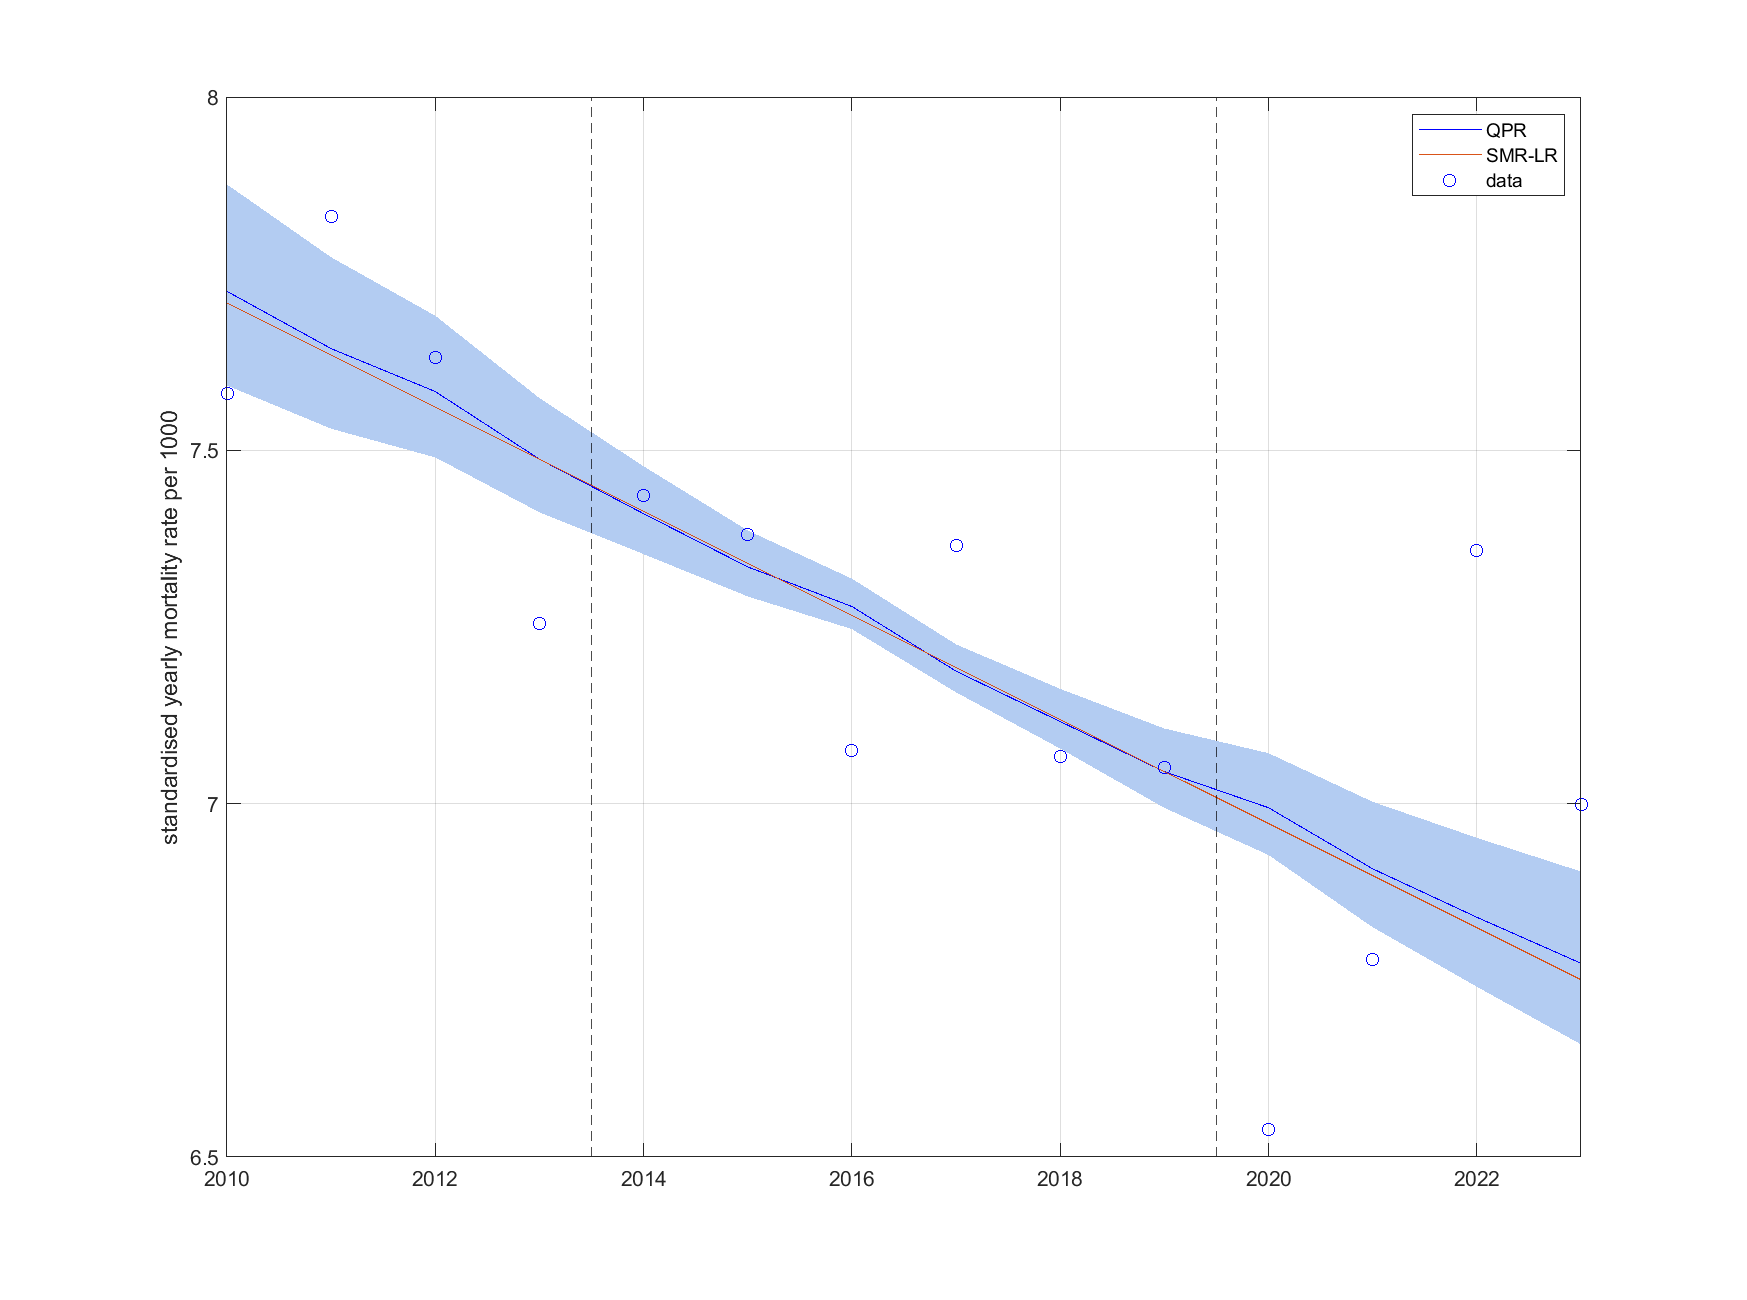 8
7.5
7
6.5
standardised yearly mortality rate per 1000
QPR
SMR-LR
data
2010 2012 2014 2016 2018 2020 2022